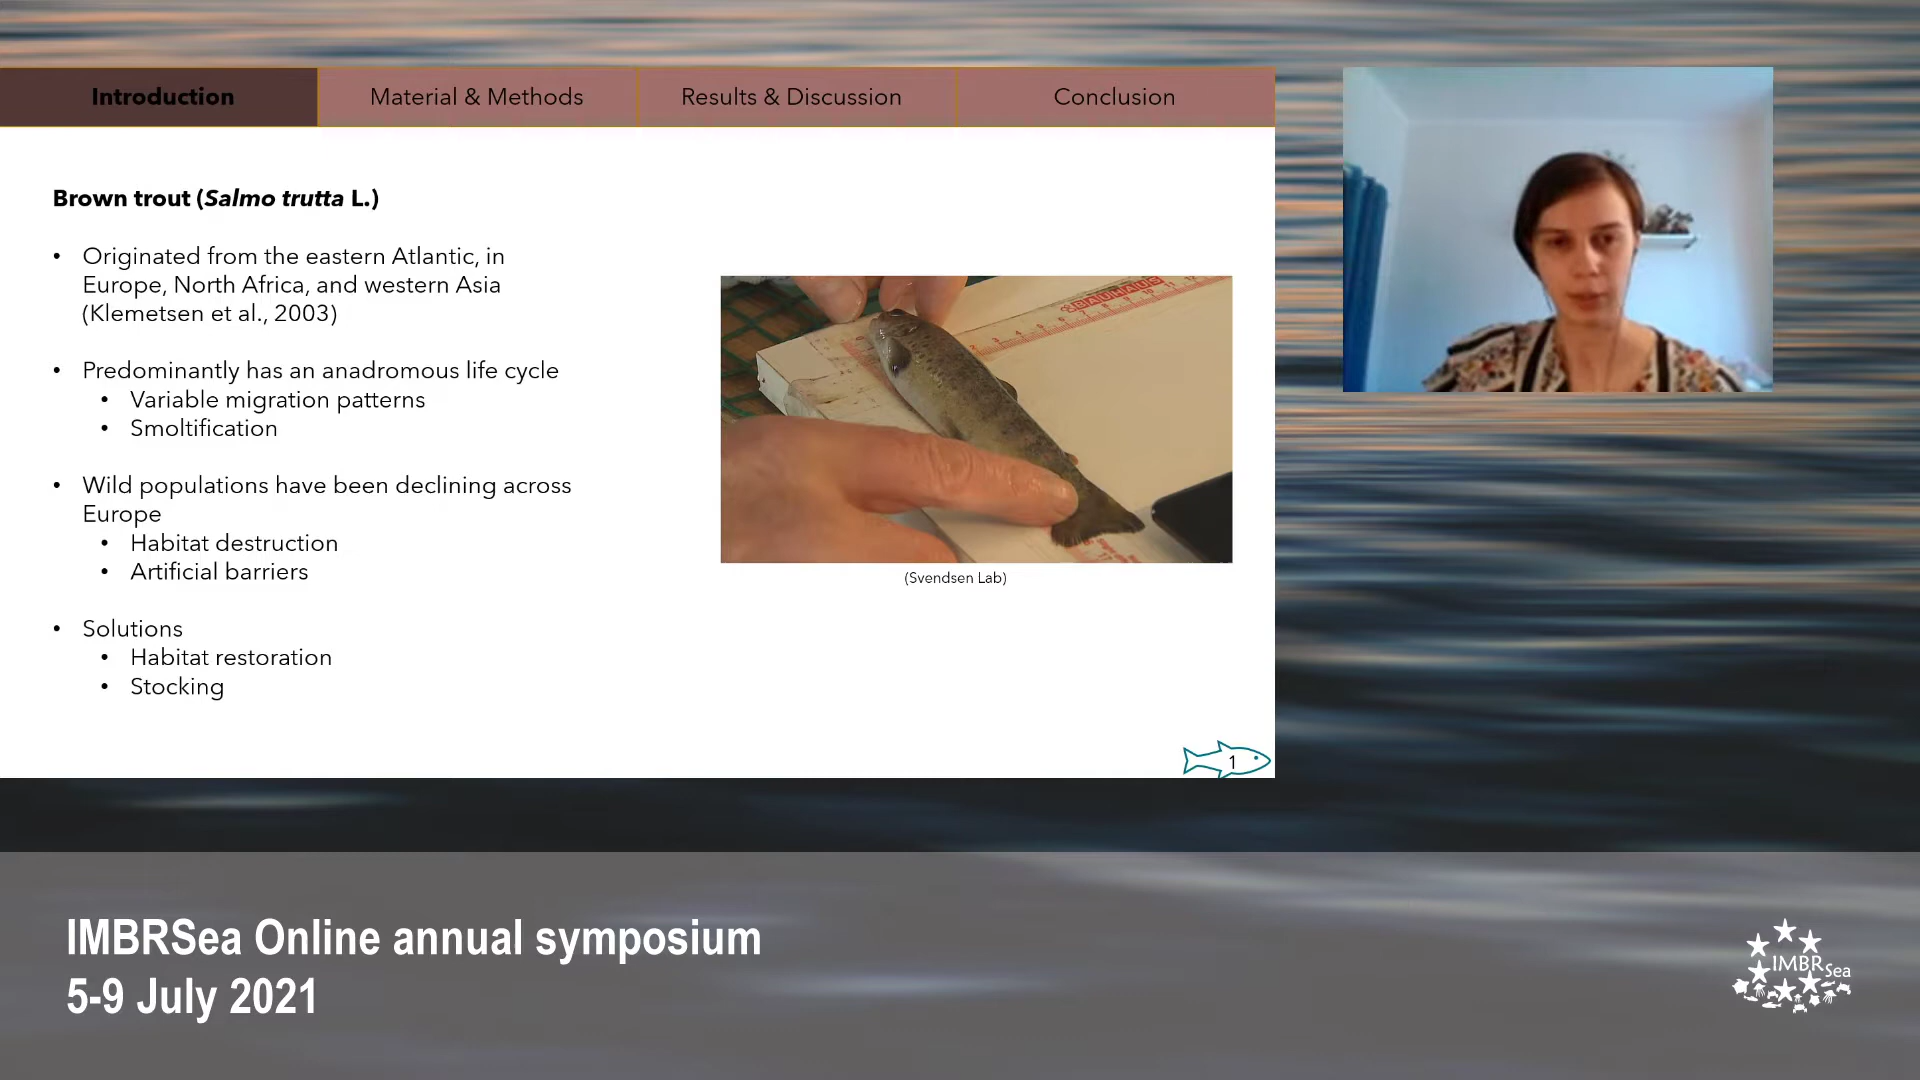 Introduction
Material & Methods
Results & Discussion
Conclusion
Brown trout (Salmo trutta L.)
• Originated from the eastern Atlantic, in
Europe, North Africa, and western Asia
(Klemetsen et al., 2003)
• Predominantly has an anadromous life cycle
• Variable migration patterns
• Smoltification
• Wild populations have been declining across
Europe
• Habitat destruction
• Artificial barriers
• Solutions
• Habitat restoration
• Stocking
BAUHAUS
(Svendsen Lab)
1
IMBRSea Online annual symposium
5-9 July 2021
IMBRSea